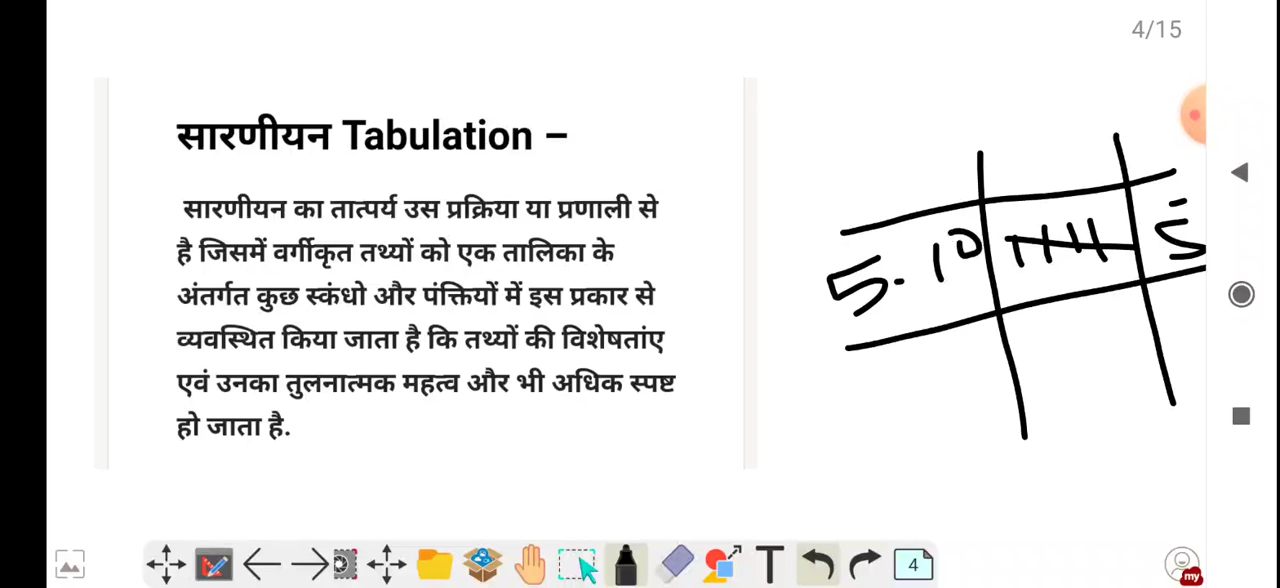 4/15
सारणीयन Tabulation –
सारणीयन का तात्पर्य उस प्रक्रिया या प्रणाली से
है जिसमें वर्गीकृत तथ्यों को एक तालिका के
अंतर्गत कुछ स्कंधो और पंक्तियों में इस प्रकार से
व्यवस्थित किया जाता है कि तथ्यों की विशेषतांए
एवं उनका तुलनात्मक महत्व और भी अधिक स्पष्ट
हो जाता है.
5-10 5
T 4
my